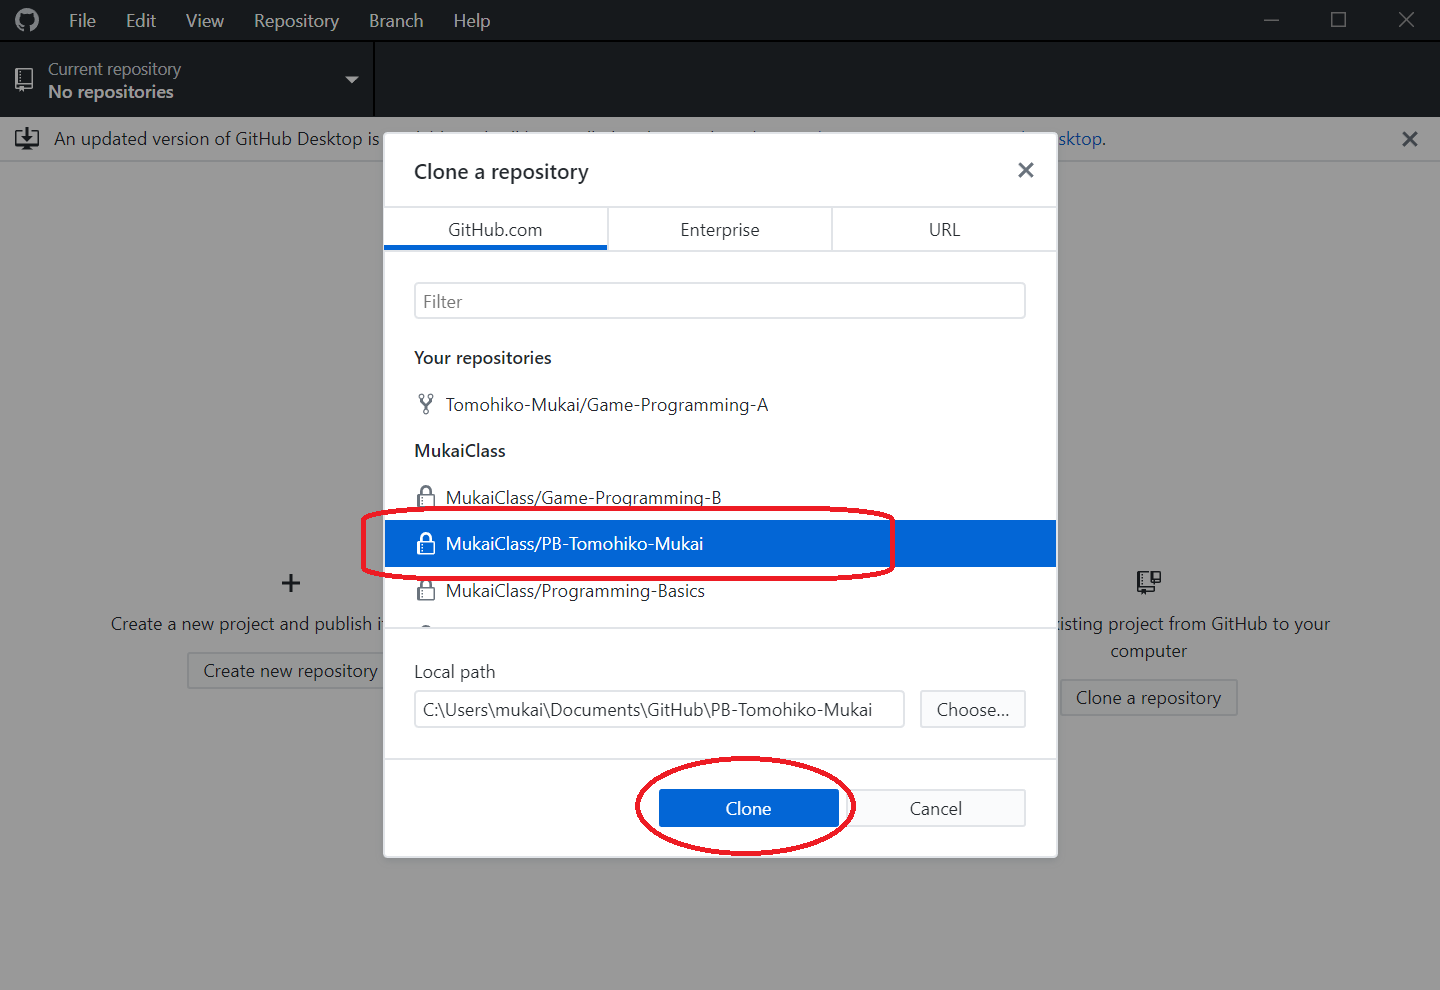 File Edit View Repository Branch Help
Current repository
No repositories
An updated version of GitHub Desktop is
sktop.
Clone a repository
GitHub.com Enterprise URL
Filter
Your repositories
Tomohiko-Mukai/Game-Programming-A
MukaiClass
MukaiClass/Game-Programming-B
MukaiClass/PB-Tomohiko-Mukai
MukaiClass/Programming-Basics
Create a new project and publish i
Create new repository
isting project from GitHub to your
computer
Clone a repository
Local path
C:\Users\mukai\Documents\GitHub\PB-Tomohiko-Mukai
Choose...
Clone
Cancel